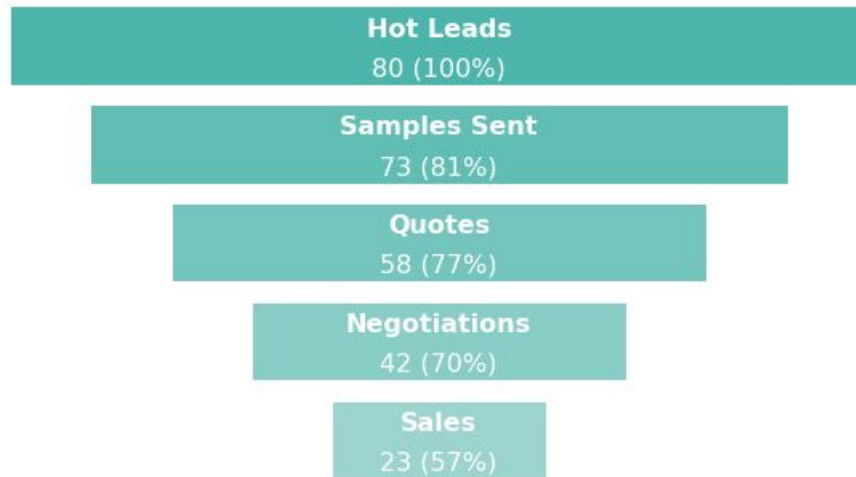 Hot Leads
80 (100%)
Samples Sent
73 (81%)
Quotes
58 (77%)
Negotiations
42 (70%)
Sales
23 (57%)